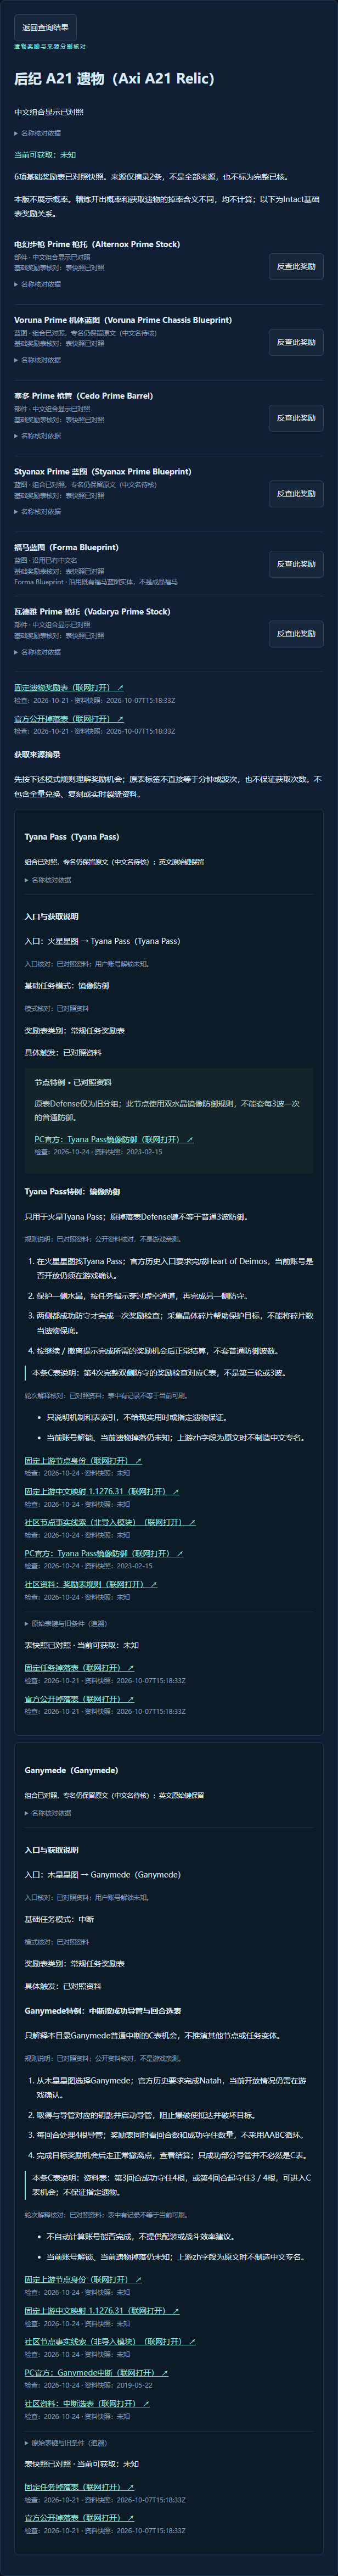 返回查询结果
遗物奖励与来源分别核对
后纪 A21 遗物（Axi A21 Relic）
中文组合显示已对照
▶ 名称核对依据
当前可获取：未知
6项基础奖励表已对照快照。来源仅摘录2条，不是全部来源，也不标为完整已核。
本版不展示概率。精炼开出概率和获取遗物的掉率含义不同，均不计算；以下为Intact基础表奖励关系。
电幻步枪 Prime 枪托（Alternox Prime Stock）
部件 · 中文组合显示已对照
基础奖励表核对：表快照已对照
▶ 名称核对依据
反查此奖励
Voruna Prime 机体蓝图（Voruna Prime Chassis Blueprint）
蓝图 · 组合已对照，专名仍保留原文（中文名待核）
基础奖励表核对：表快照已对照
▶ 名称核对依据
反查此奖励
塞多 Prime 枪管（Cedo Prime Barrel）
部件 · 中文组合显示已对照
基础奖励表核对：表快照已对照
▶ 名称核对依据
反查此奖励
Styanax Prime 蓝图（Styanax Prime Blueprint）
蓝图 · 组合已对照，专名仍保留原文（中文名待核）
基础奖励表核对：表快照已对照
▶ 名称核对依据
反查此奖励
福马蓝图（Forma Blueprint）
蓝图 · 沿用已有中文名
基础奖励表核对：表快照已对照
Forma Blueprint · 沿用既有福马蓝图实体，不是成品福马
反查此奖励
瓦德雅 Prime 枪托（Vadarya Prime Stock）
部件 · 中文组合显示已对照
基础奖励表核对：表快照已对照
▶ 名称核对依据
反查此奖励
固定遗物奖励表（联网打开） ↗
检查：2026-10-21 · 资料快照：2026-10-07T15:18:33Z
官方公开掉落表（联网打开） ↗
检查：2026-10-21 · 资料快照：2026-10-07T15:18:33Z
获取来源摘录
先按下述模式规则理解奖励机会；原表标签不直接等于分钟或波次，也不保证获取次数。不包含全量兑换、复刻或实时裂缝资料。
Tyana Pass（Tyana Pass）
组合已对照，专名仍保留原文（中文名待核）；英文原始键保留
▶ 名称核对依据
入口与获取说明
入口：火星星图 → Tyana Pass（Tyana Pass）
入口核对：已对照资料；用户账号解锁未知。
基础任务模式：镜像防御
模式核对：已对照资料
奖励表类别：常规任务奖励表
具体触发：已对照资料
节点特例 · 已对照资料
原表Defense仅为旧分组；此节点使用双水晶镜像防御规则，不能套每3波一次的普通防御。
PC官方：Tyana Pass镜像防御（联网打开） ↗
检查：2026-10-24 · 资料快照：2023-02-15
Tyana Pass特例：镜像防御
只用于火星Tyana Pass；原掉落表Defense键不等于普通3波防御。
规则说明：已对照资料；公开资料核对，不是游戏亲测。
1. 在火星星图找Tyana Pass；官方历史入口要求完成Heart of Deimos，当前账号是否开放仍须在游戏确认。
2. 保护一侧水晶，按任务指示穿过虚空通道，再完成另一侧防守。
3. 两侧都成功防守才完成一次奖励检查；采集晶体碎片帮助保护目标，不能将碎片数当遗物保底。
4. 按继续 / 撤离提示完成所需的奖励机会后正常结算，不套普通防御波数。
本条C表说明：第4次完整双侧防守的奖励检查对应C表，不是第三轮或3波。
轮次解释核对：已对照资料；表中有记录不等于当前可刷。
• 只说明机制和表索引，不给现实用时或指定遗物保证。
• 当前账号解锁、当前遗物掉落仍未知；上游zh字段为原文时不制造中文专名。
固定上游节点身份（联网打开） ↗
检查：2026-10-24 · 资料快照：未知
固定上游中文映射 1.1276.31（联网打开） ↗
检查：2026-10-24 · 资料快照：未知
社区节点事实线索（非导入模块）（联网打开） ↗
检查：2026-10-24 · 资料快照：未知
PC官方：Tyana Pass镜像防御（联网打开） ↗
检查：2026-10-24 · 资料快照：2023-02-15
社区资料：奖励表规则（联网打开） ↗
检查：2026-10-24 · 资料快照：未知
▶ 原始表键与旧条件（追溯）
表快照已对照 · 当前可获取：未知
固定任务掉落表（联网打开） ↗
检查：2026-10-21 · 资料快照：2026-10-07T15:18:33Z
官方公开掉落表（联网打开） ↗
检查：2026-10-21 · 资料快照：2026-10-07T15:18:33Z
Ganymede（Ganymede）
组合已对照，专名仍保留原文（中文名待核）；英文原始键保留
▶ 名称核对依据
入口与获取说明
入口：木星星图 → Ganymede（Ganymede）
入口核对：已对照资料；用户账号解锁未知。
基础任务模式：中断
模式核对：已对照资料
奖励表类别：常规任务奖励表
具体触发：已对照资料
Ganymede特例：中断按成功导管与回合选表
只解释本目录Ganymede普通中断的C表机会，不推演其他节点或任务变体。
规则说明：已对照资料；公开资料核对，不是游戏亲测。
1. 从木星星图选择Ganymede；官方历史要求完成Natah，当前开放情况仍需在游戏确认。
2. 取得与导管对应的钥匙并启动导管，阻止爆破使抵达并破坏目标。
3. 每回合处理4根导管；奖励表同时看回合数和成功守住数量，不采用AABC循环。
4. 完成目标奖励机会后走正常撤离点，查看结算；只成功部分导管并不必然是C表。
本条C表说明：资料表：第3回合成功守住4根，或第4回合起守住3 / 4根，可进入C表机会；不保证指定遗物。
轮次解释核对：已对照资料；表中有记录不等于当前可刷。
• 不自动计算账号能否完成，不提供配装或战斗效率建议。
• 当前账号解锁、当前遗物掉落仍未知；上游zh字段为原文时不制造中文专名。
固定上游节点身份（联网打开） ↗
检查：2026-10-24 · 资料快照：未知
固定上游中文映射 1.1276.31（联网打开） ↗
检查：2026-10-24 · 资料快照：未知
社区节点事实线索（非导入模块）（联网打开） ↗
检查：2026-10-24 · 资料快照：未知
PC官方：Ganymede中断（联网打开） ↗
检查：2026-10-24 · 资料快照：2019-05-22
社区资料：中断选表（联网打开） ↗
检查：2026-10-24 · 资料快照：未知
▶ 原始表键与旧条件（追溯）
表快照已对照 · 当前可获取：未知
固定任务掉落表（联网打开） ↗
检查：2026-10-21 · 资料快照：2026-10-07T15:18:33Z
官方公开掉落表（联网打开） ↗
检查：2026-10-21 · 资料快照：2026-10-07T15:18:33Z